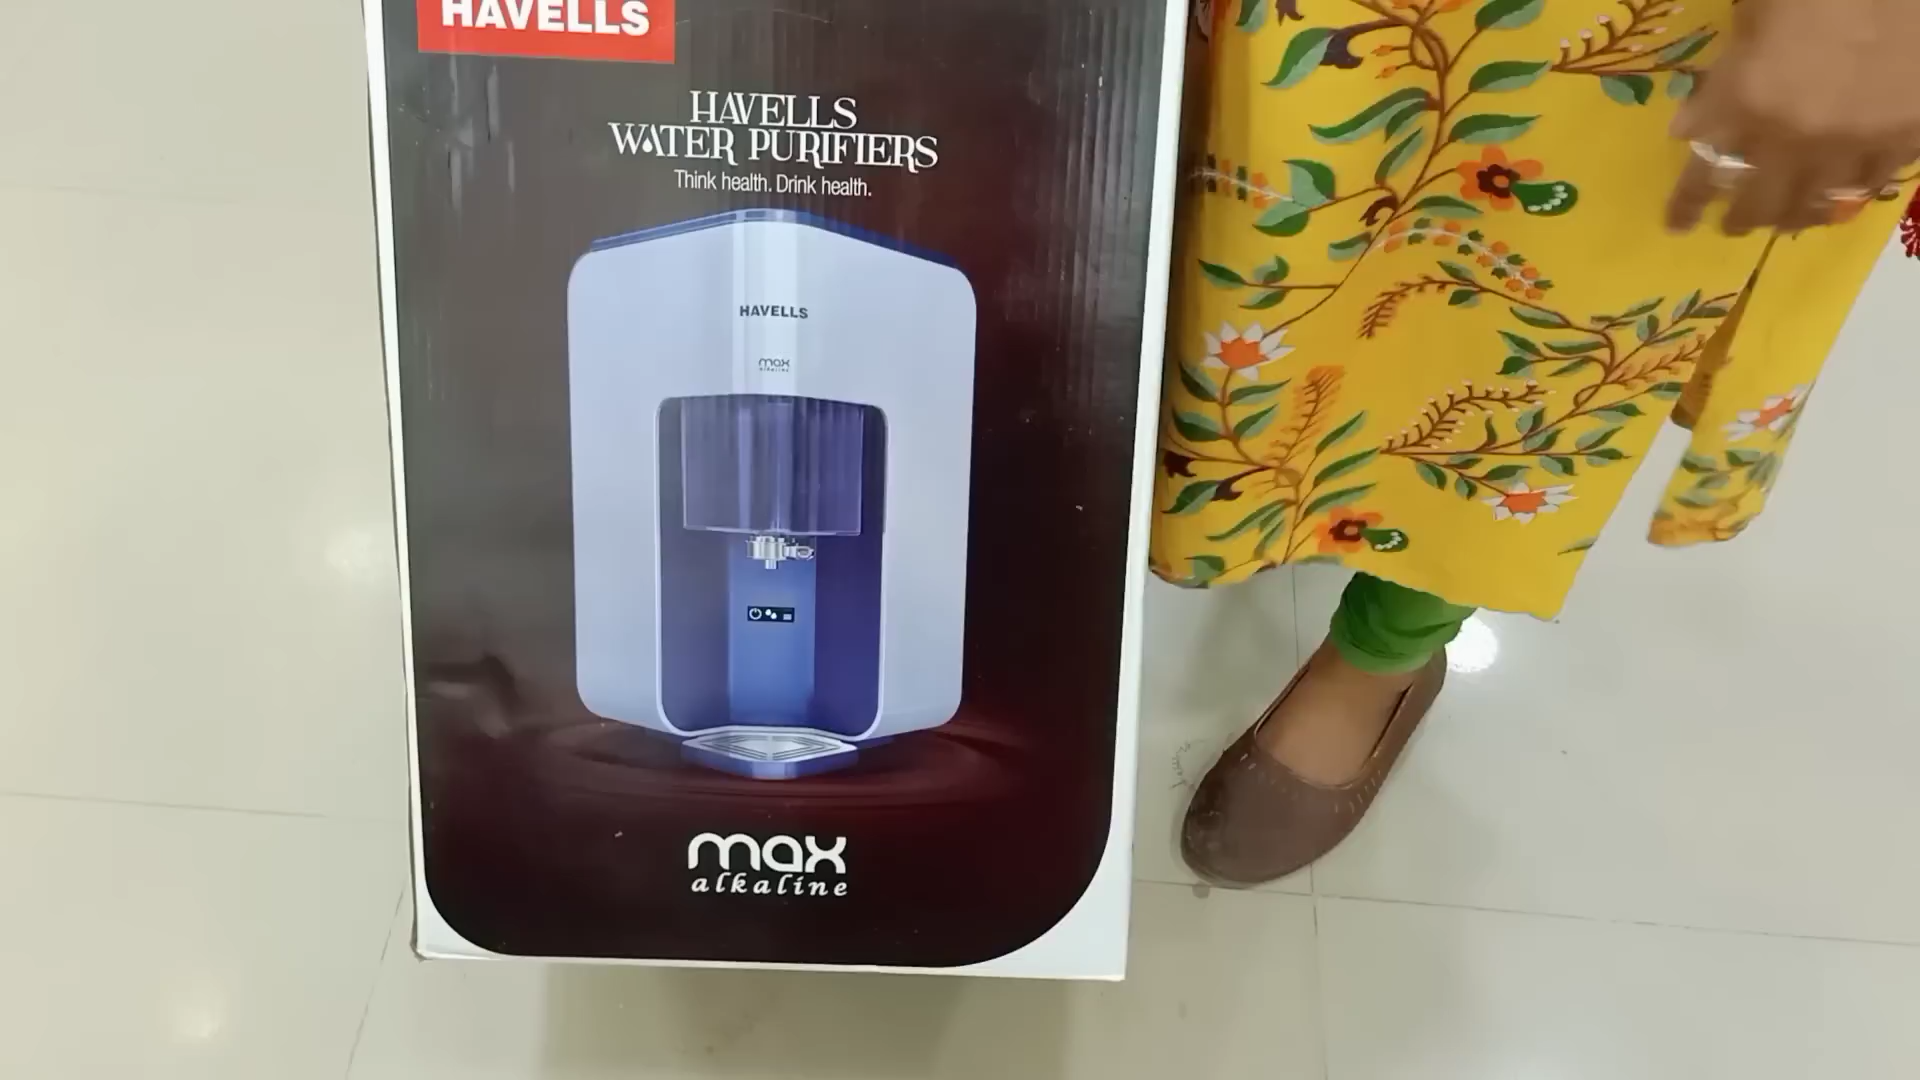 HAVELLS
HAVELLS
WATER PURIFIERS
Think health. Drink health.
HAVELLS
max
alkaline
max
alkaline